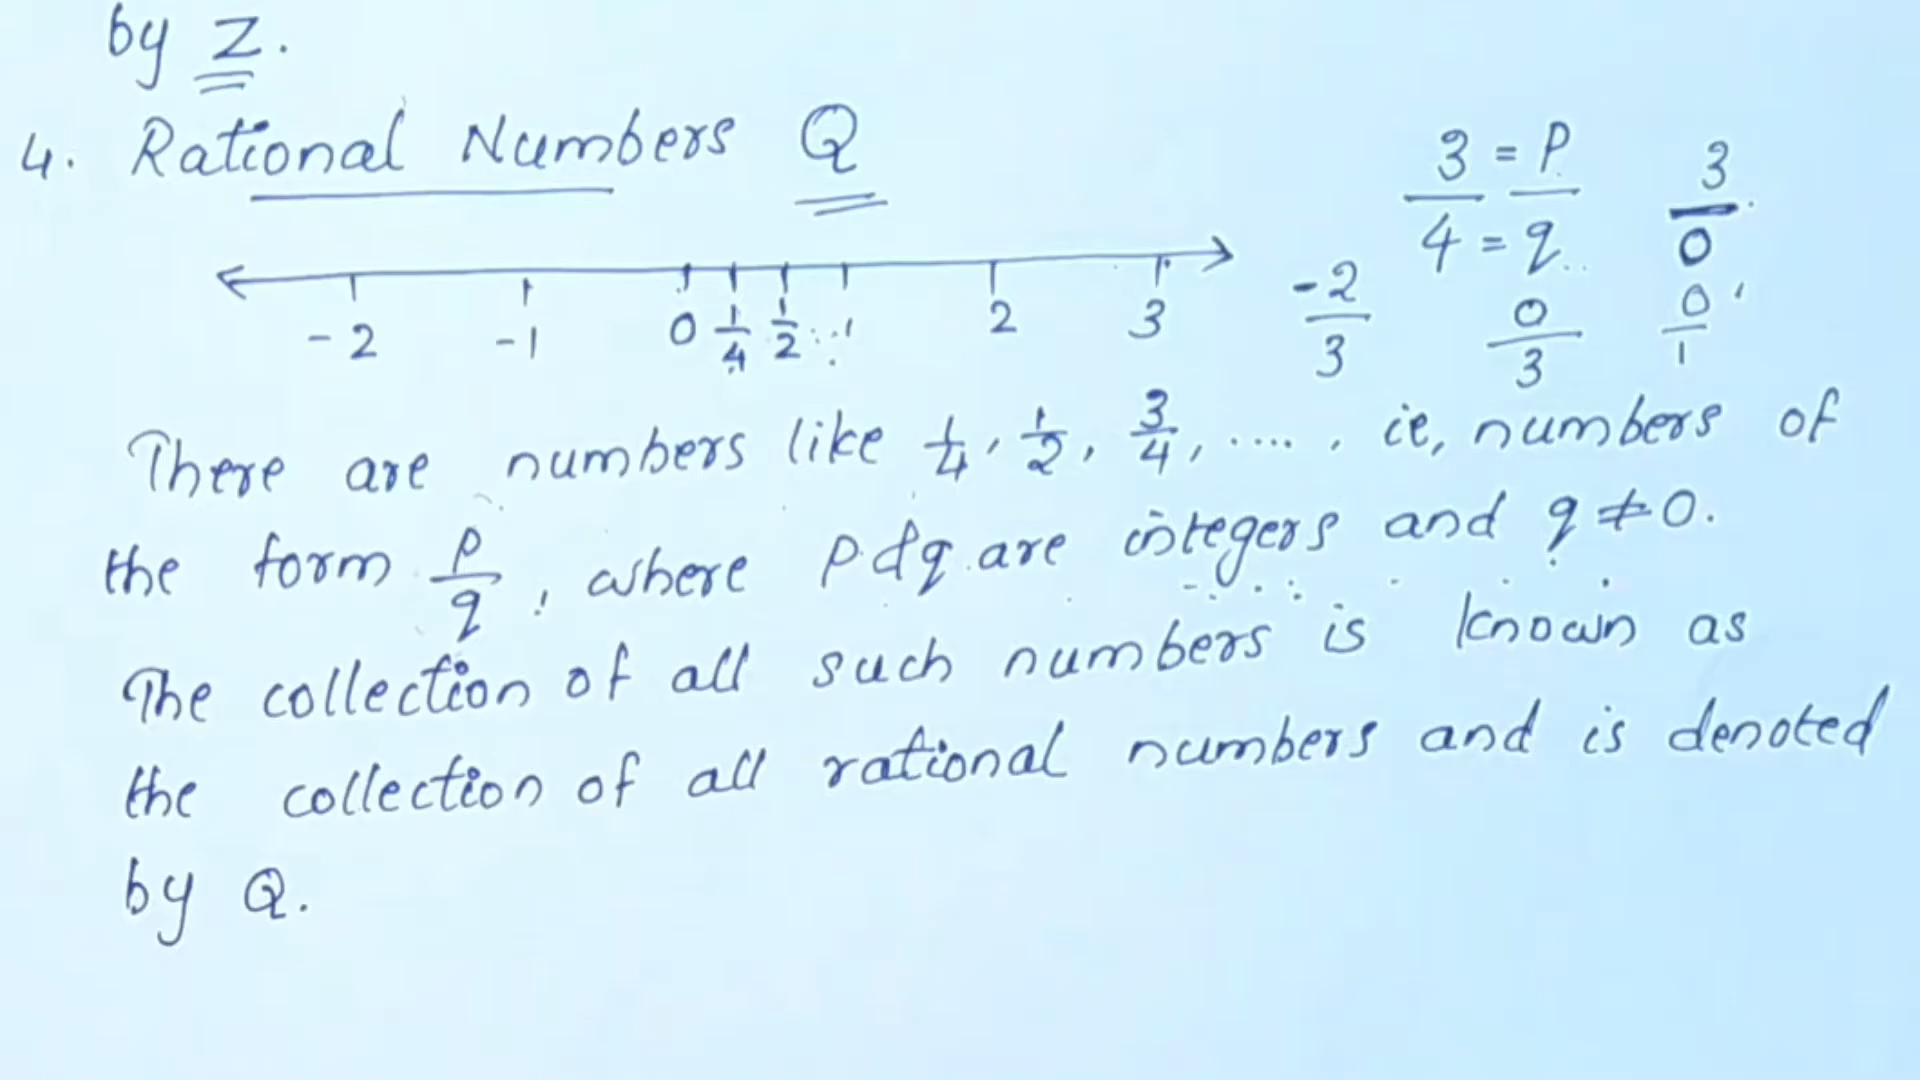 by Z.
4. Rational Numbers Q
3/4 = p/q
3/0
-2 -1 0 1/4 1/2 ... 1 2 3
-2/3
0/3
0/1
There are numbers like 1/4, 1/2, 3/4, ...., ie, numbers of
the form p/q, where p & q are integers and q ≠ 0.
The collection of all such numbers is known as
the collection of all rational numbers and is denoted
by Q.